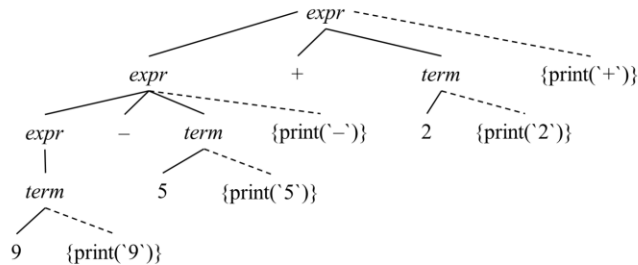 expr
expr + term {print(`+`)}
expr – term {print(`–`)} 2 {print(`2`)}
term 5 {print(`5`)}
9 {print(`9`)}